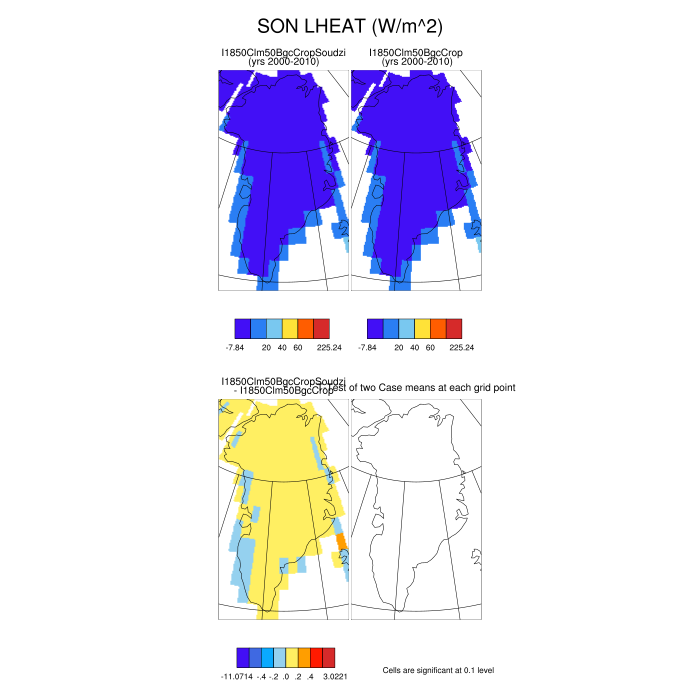 SON LHEAT (W/m^2)
I1850Clm50BgcCropSoudzi
(yrs 2000-2010)
I1850Clm50BgcCrop
(yrs 2000-2010)
-7.84 20 40 60 225.24
-7.84 20 40 60 225.24
I1850Clm50BgcCropSoudzi
- I1850Clm50BgcCrop
Test of two Case means at each grid point
-11.0714 -.4 -.2 .0 .2 .4 3.0221
Cells are significant at 0.1 level